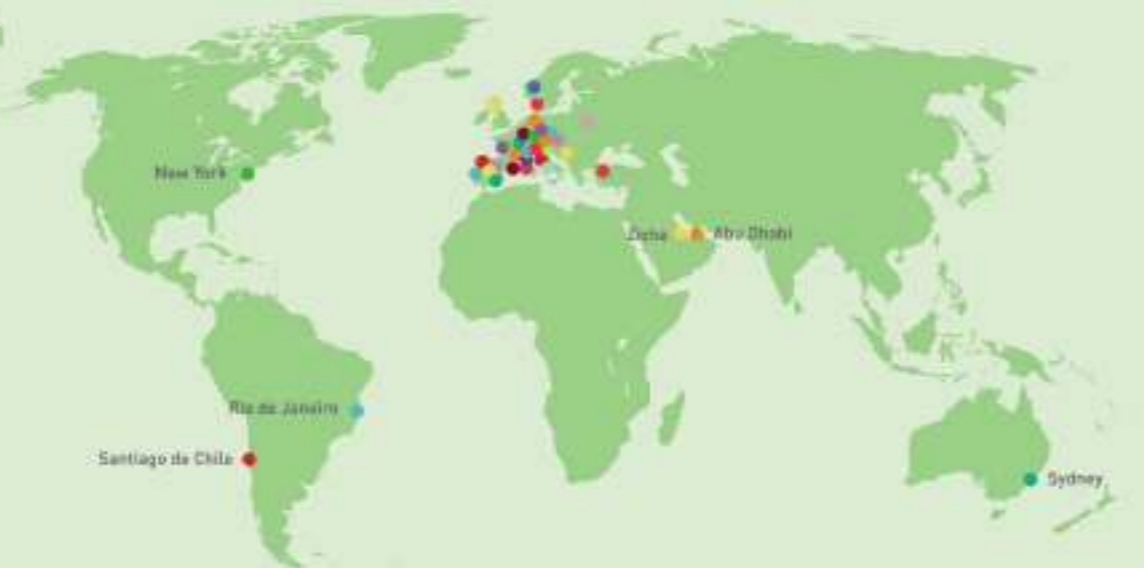 New York
Doha
Abu Dhabi
Rio de Janeiro
Santiago de Chile
Sydney